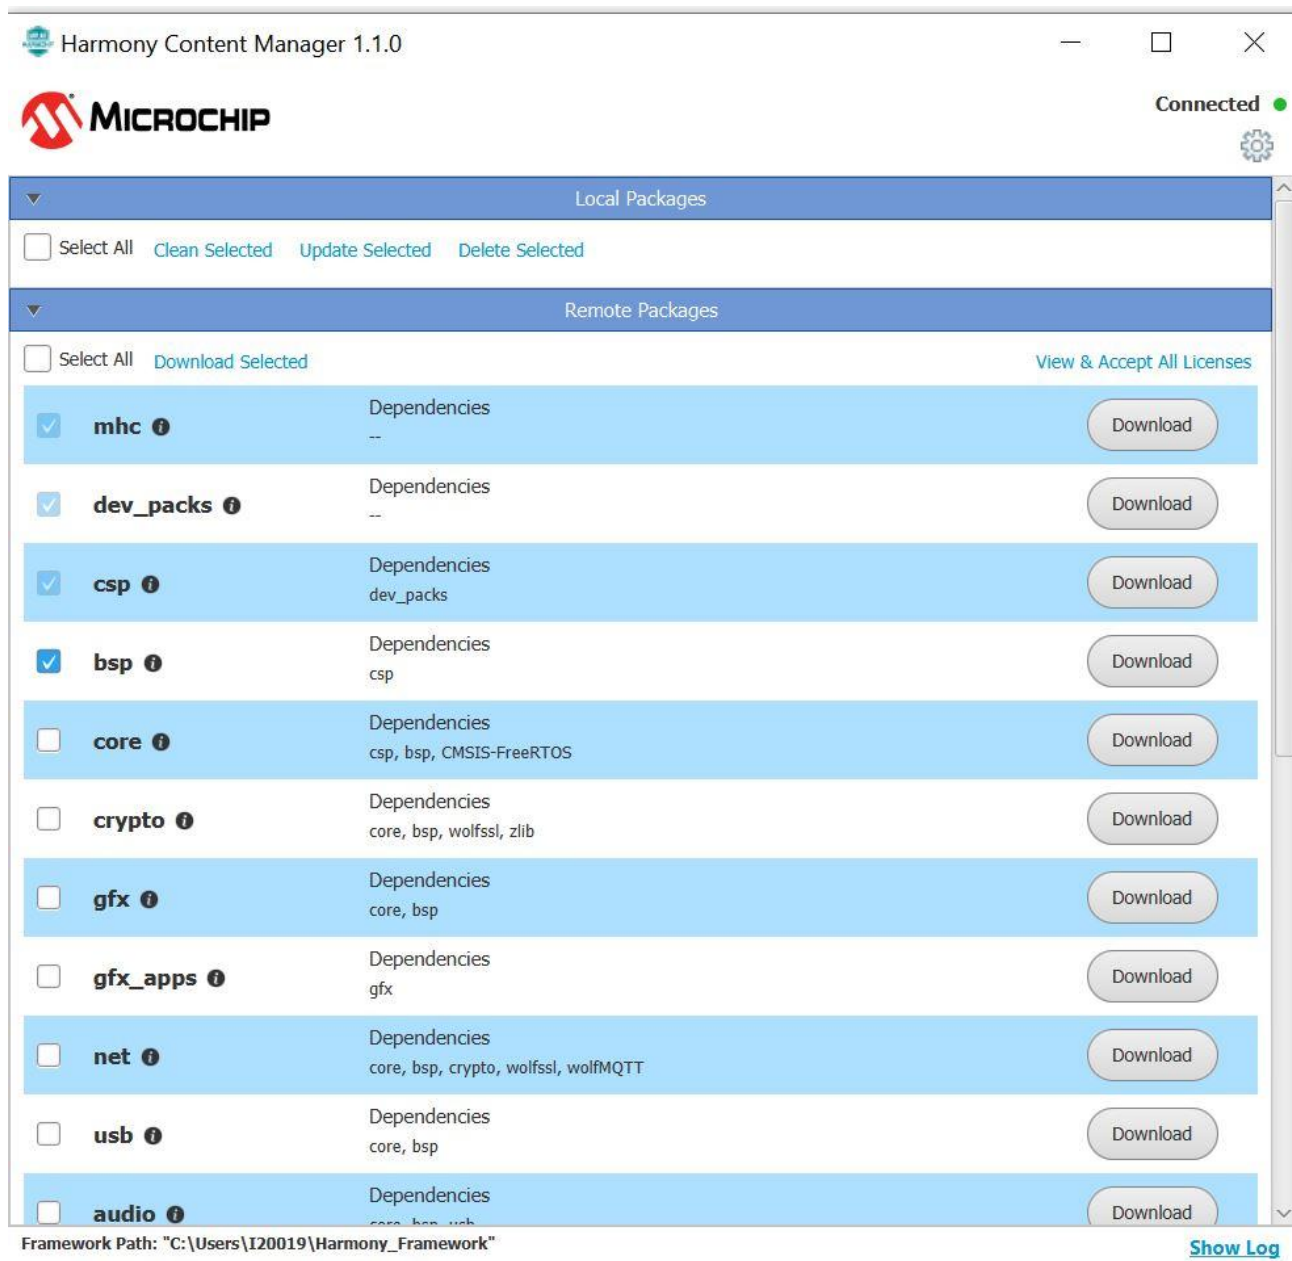 Harmony Content Manager 1.1.0
MICROCHIP
Connected
Local Packages
Select All Clean Selected Update Selected Delete Selected
Remote Packages
Select All Download Selected View & Accept All Licenses
mhc Dependencies Download
--
dev_packs Dependencies Download
--
csp Dependencies Download
dev_packs
bsp Dependencies Download
csp
core Dependencies Download
csp, bsp, CMSIS-FreeRTOS
crypto Dependencies Download
core, bsp, wolfssl, zlib
gfx Dependencies Download
core, bsp
gfx_apps Dependencies Download
gfx
net Dependencies Download
core, bsp, crypto, wolfssl, wolfMQTT
usb Dependencies Download
core, bsp
audio Dependencies Download
core, bsp, usb
Framework Path: "C:\Users\I20019\Harmony_Framework"
Show Log